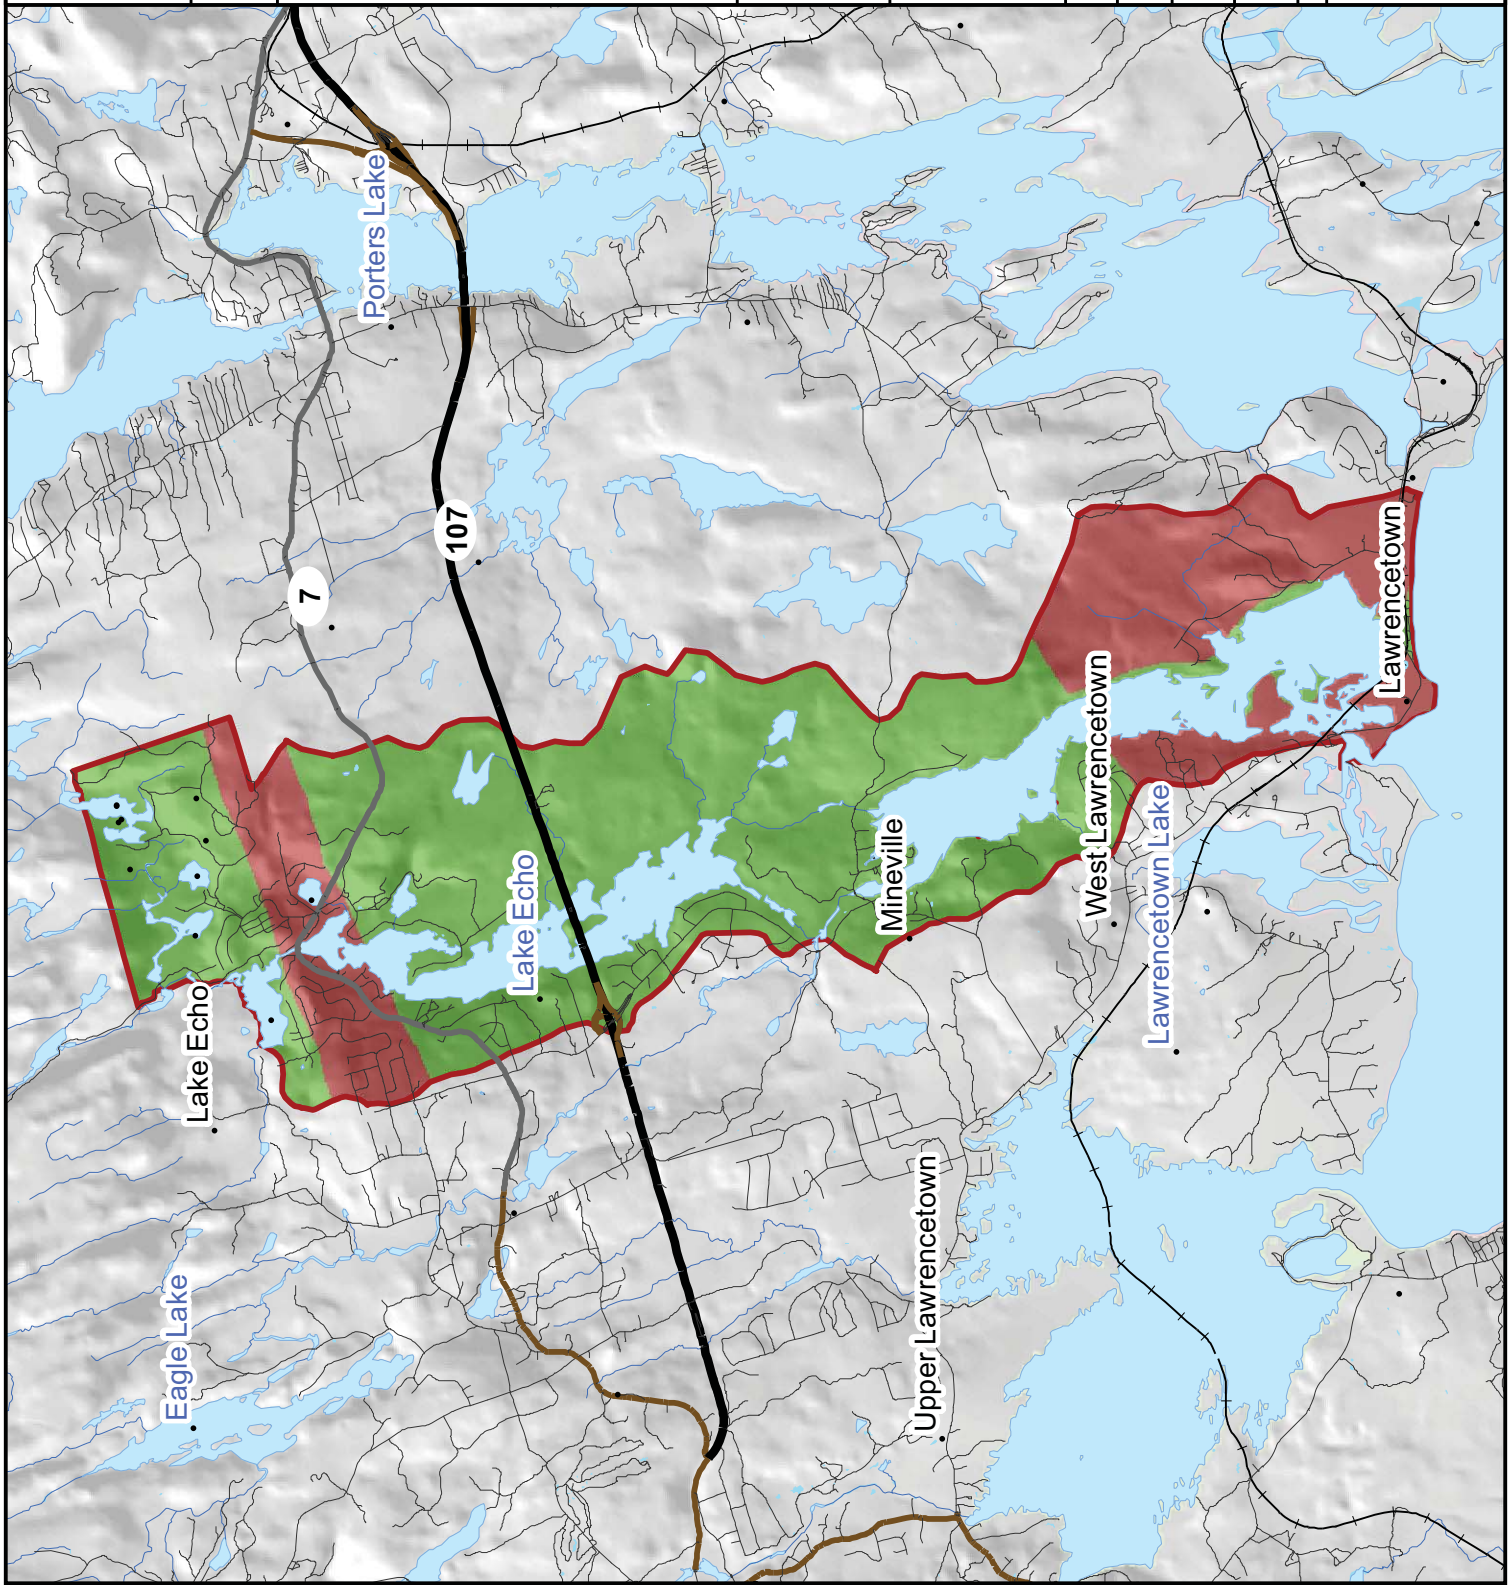 Porters Lake
107
7
Lawrencetown
West Lawrencetown
Lawrencetown Lake
Mineville
Lake Echo
Lake Echo
Upper Lawrencetown
Eagle Lake